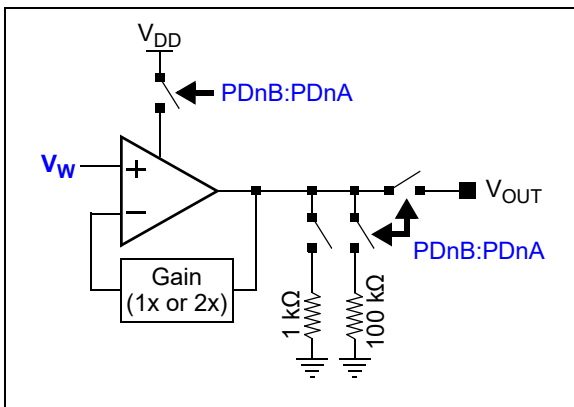 VDD
PDnB:PDnA
VW
+
VOUT
−
PDnB:PDnA
Gain
(1x or 2x)
1 kΩ
100 kΩ